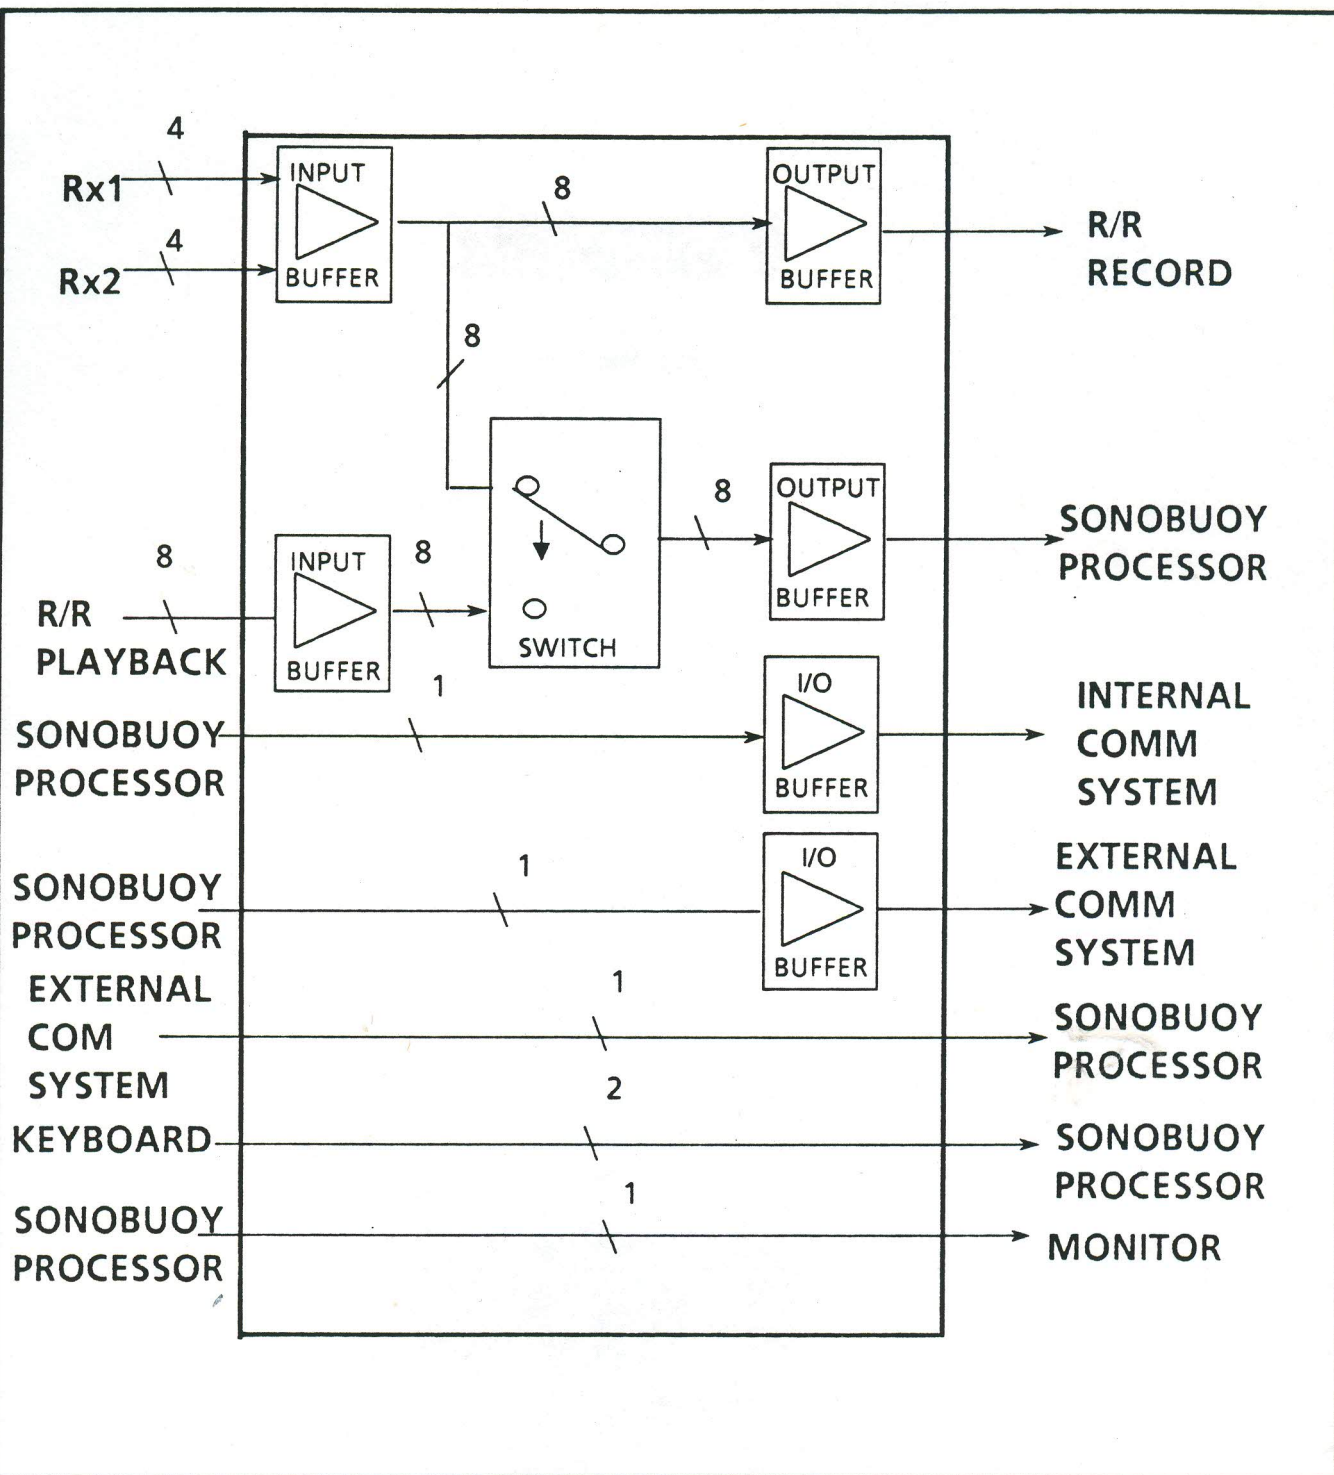 4
Rx1
INPUT
BUFFER
4
Rx2
8
OUTPUT
BUFFER
R/R
RECORD
8
8
R/R
PLAYBACK
INPUT
BUFFER
8
SWITCH
8
OUTPUT
BUFFER
SONOBUOY
PROCESSOR
SONOBUOY
PROCESSOR
1
I/O
BUFFER
INTERNAL
COMM
SYSTEM
SONOBUOY
PROCESSOR
1
I/O
BUFFER
EXTERNAL
COMM
SYSTEM
EXTERNAL
COM
SYSTEM
1
SONOBUOY
PROCESSOR
KEYBOARD
2
SONOBUOY
PROCESSOR
SONOBUOY
PROCESSOR
1
MONITOR